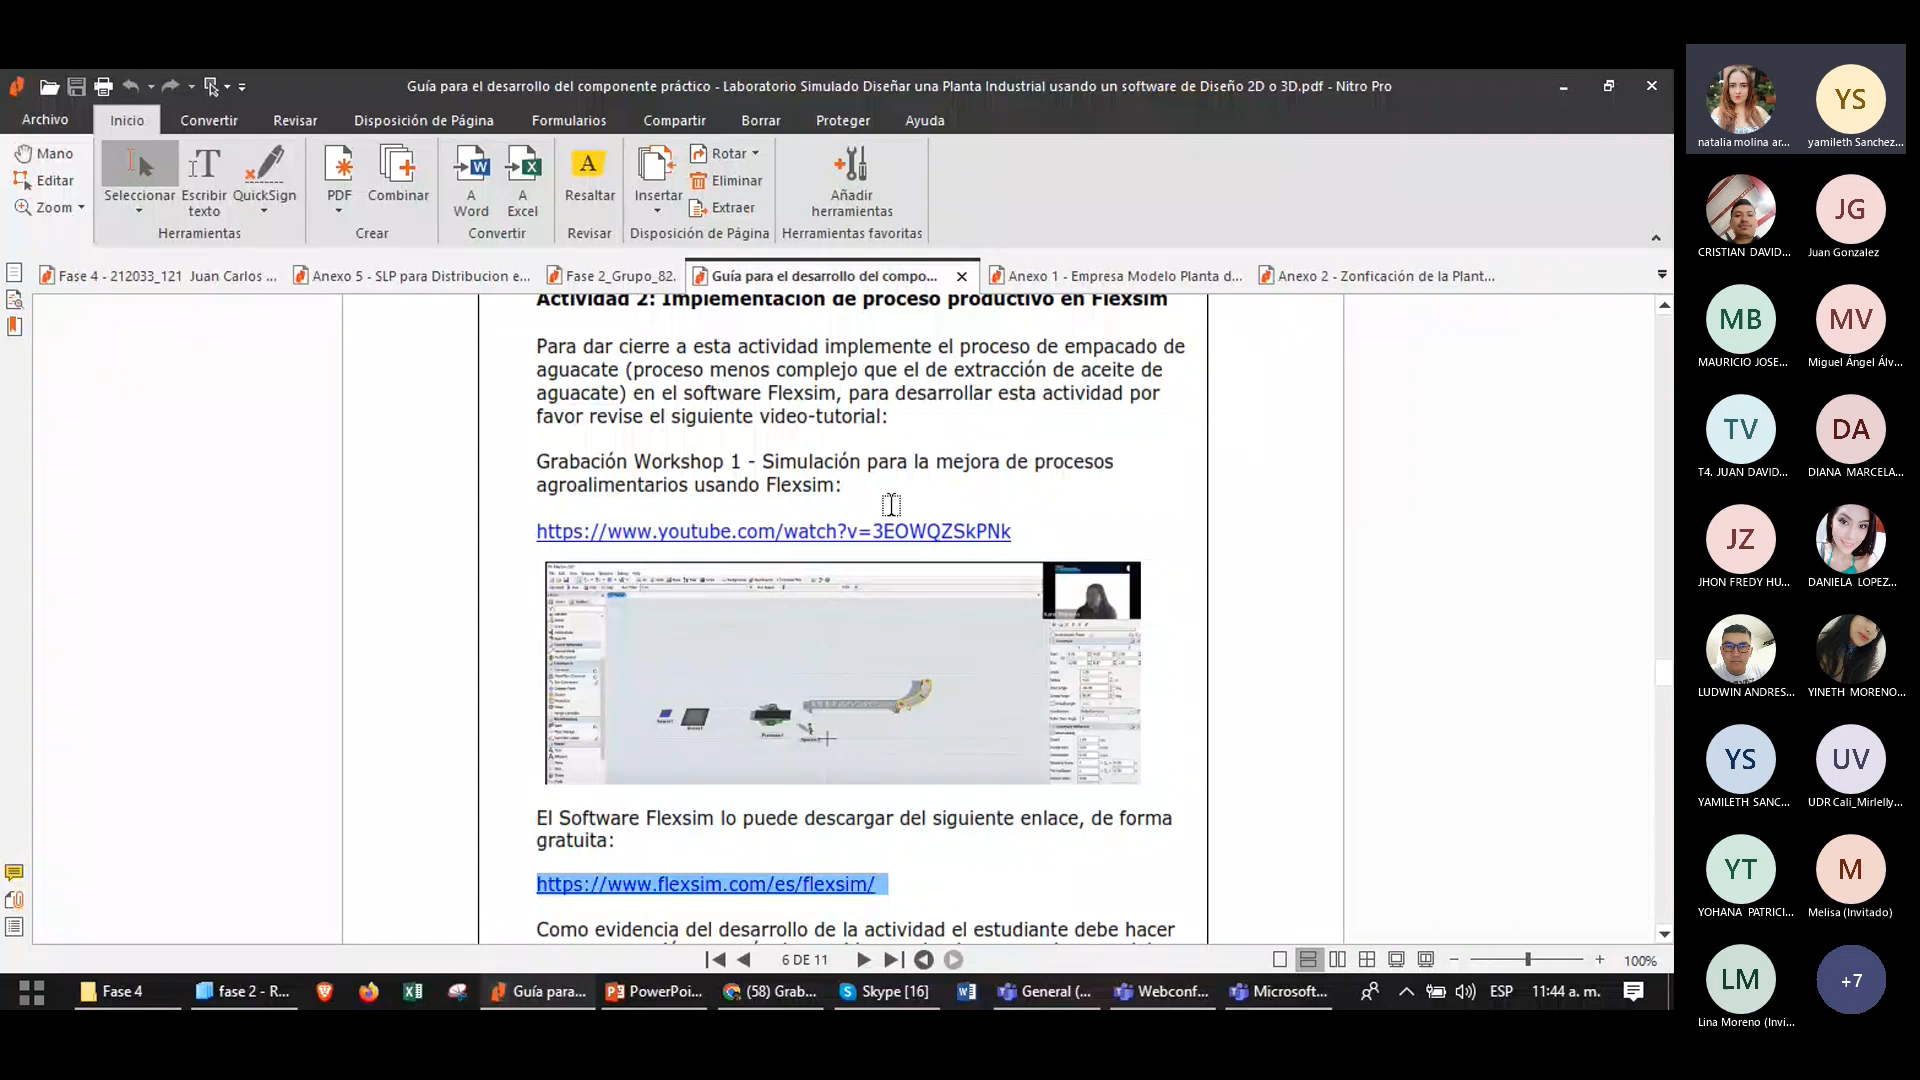 Guía para el desarrollo del componente práctico - Laboratorio Simulado Diseñar una Planta Industrial usando un software de Diseño 2D o 3D.pdf - Nitro Pro
Archivo Inicio Convertir Revisar Disposición de Página Formularios Compartir Borrar Proteger Ayuda
Mano
Editar
Zoom
Seleccionar
Escribir texto
QuickSign
Herramientas
PDF
Combinar
Crear
A Word
A Excel
Convertir
Resaltar
Revisar
Insertar
Rotar
Eliminar
Extraer
Disposición de Página
Añadir herramientas
Herramientas favoritas
Fase 4 - 212033_121 Juan Carlos ...
Anexo 5 - SLP para Distribucion e...
Fase 2_Grupo_82.
Guía para el desarrollo del compo...
Anexo 1 - Empresa Modelo Planta d...
Anexo 2 - Zonficación de la Plant...
Actividad 2: Implementación de proceso productivo en Flexsim
Para dar cierre a esta actividad implemente el proceso de empacado de
aguacate (proceso menos complejo que el de extracción de aceite de
aguacate) en el software Flexsim, para desarrollar esta actividad por
favor revise el siguiente video-tutorial:
Grabación Workshop 1 - Simulación para la mejora de procesos
agroalimentarios usando Flexsim:
https://www.youtube.com/watch?v=3EOWQZSkPNk
El Software Flexsim lo puede descargar del siguiente enlace, de forma
gratuita:
https://www.flexsim.com/es/flexsim/
Como evidencia del desarrollo de la actividad el estudiante debe hacer
6 DE 11
100%
Fase 4
fase 2 - R...
Guía para...
PowerPoi...
(58) Grab...
Skype [16]
General (...
Webconf...
Microsoft...
ESP
11:44 a. m.
YS
natalia molina ar...
yamileth Sanchez...
JG
CRISTIAN DAVID...
Juan Gonzalez
MB
MV
MAURICIO JOSE...
Miguel Ángel Álv...
TV
DA
T4. JUAN DAVID...
DIANA MARCELA...
JZ
JHON FREDY HU...
DANIELA LOPEZ...
LUDWIN ANDRES...
YINETH MORENO...
YS
UV
YAMILETH SANC...
UDR Cali_Mirlelly...
YT
M
YOHANA PATRICI...
Melisa (Invitado)
LM
+7
Lina Moreno (Invi...